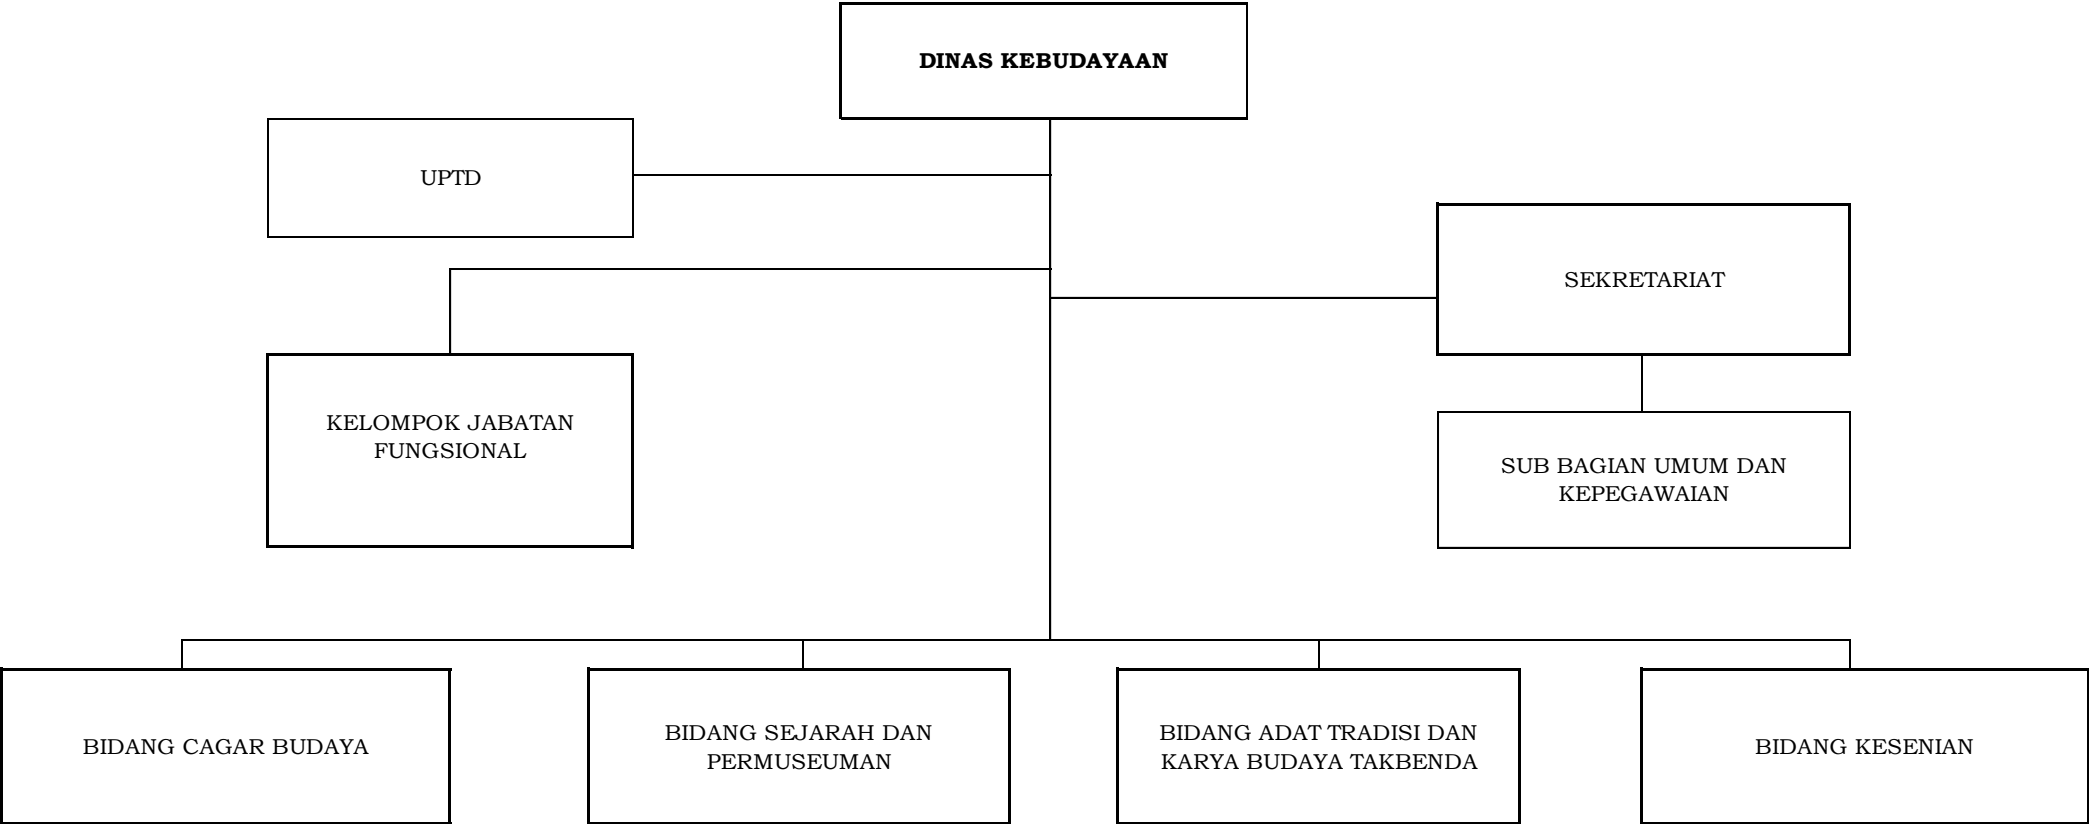 DINAS KEBUDAYAAN
UPTD
SEKRETARIAT
KELOMPOK JABATAN
FUNGSIONAL
SUB BAGIAN UMUM DAN
KEPEGAWAIAN
BIDANG CAGAR BUDAYA
BIDANG SEJARAH DAN
PERMUSEUMAN
BIDANG ADAT TRADISI DAN
KARYA BUDAYA TAKBENDA
BIDANG KESENIAN